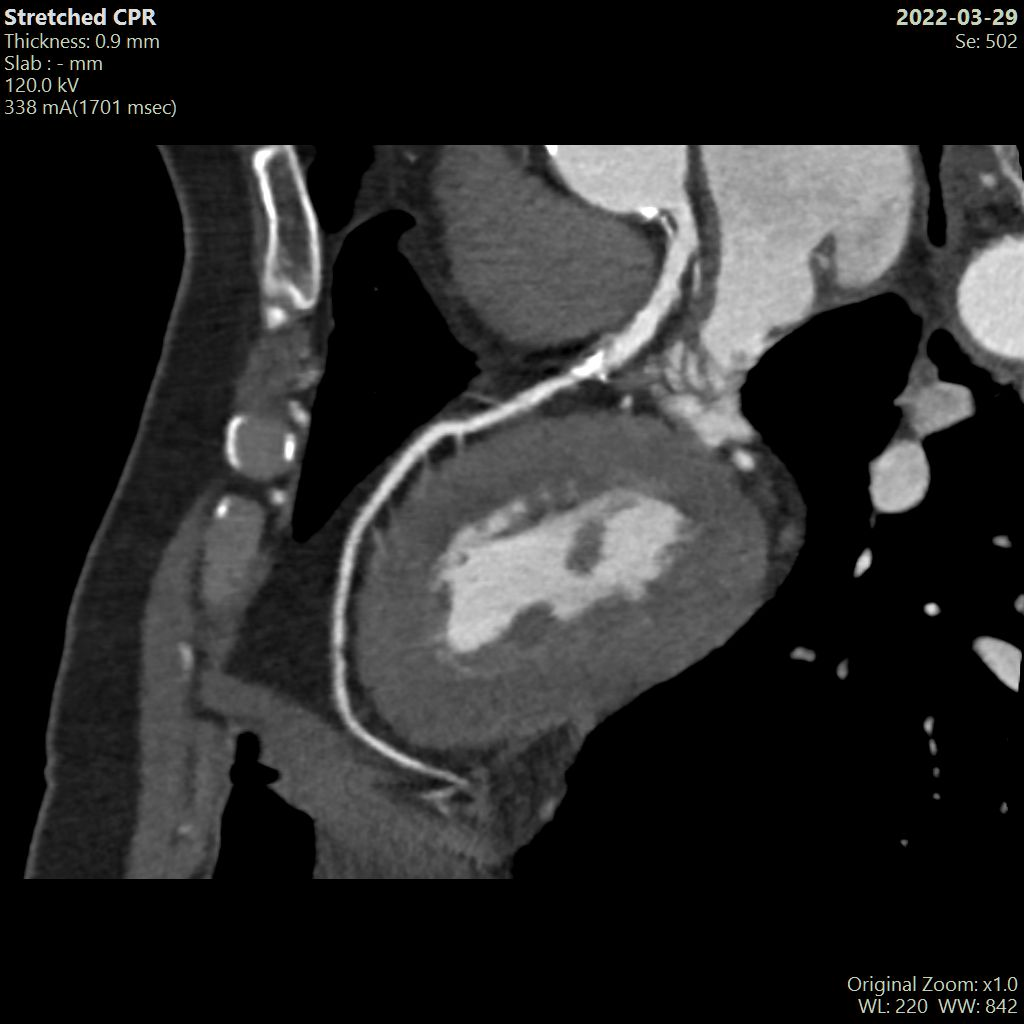 Stretched CPR
Thickness: 0.9 mm
Slab : - mm
120.0 kV
338 mA(1701 msec)
2022-03-29
Se: 502
Original Zoom: x1.0
WL: 220 WW: 842